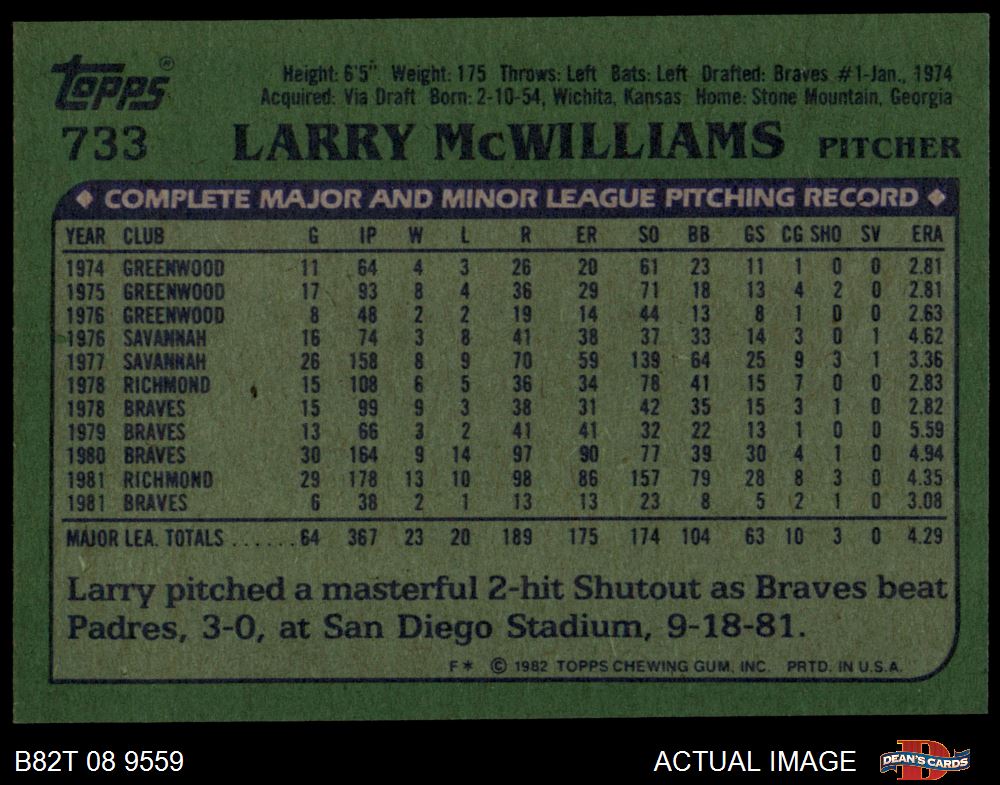 topps®
Height: 6'5" Weight: 175 Throws: Left Bats: Left Drafted: Braves #1-Jan., 1974
Acquired: Via Draft Born: 2-10-54, Wichita, Kansas Home: Stone Mountain, Georgia
733 LARRY McWILLIAMS PITCHER
COMPLETE MAJOR AND MINOR LEAGUE PITCHING RECORD
YEAR CLUB G IP W L R ER SO BB GS CG SHO SV ERA
1974 GREENWOOD 11 64 4 3 26 20 61 23 11 1 0 0 2.81
1975 GREENWOOD 17 93 8 4 36 29 71 18 13 4 2 0 2.81
1976 GREENWOOD 8 48 2 2 19 14 44 13 8 1 0 0 2.63
1976 SAVANNAH 16 74 3 8 41 38 37 33 14 3 0 1 4.62
1977 SAVANNAH 26 158 8 9 70 59 139 64 25 9 3 1 3.36
1978 RICHMOND 15 108 6 5 36 34 78 41 15 7 0 0 2.83
1978 BRAVES 15 99 9 3 38 31 42 35 15 3 1 0 2.82
1979 BRAVES 13 66 3 2 41 41 32 22 13 1 0 0 5.59
1980 BRAVES 30 164 9 14 97 90 77 39 30 4 1 0 4.94
1981 RICHMOND 29 178 13 10 98 86 157 79 28 8 3 0 4.35
1981 BRAVES 6 38 2 1 13 13 23 8 5 2 1 0 3.08
MAJOR LEA. TOTALS ......64 367 23 20 189 175 174 104 63 10 3 0 4.29
Larry pitched a masterful 2-hit Shutout as Braves beat
Padres, 3-0, at San Diego Stadium, 9-18-81.
F* © 1982 TOPPS CHEWING GUM, INC. PRTD. IN U.S.A.
B82T 08 9559 ACTUAL IMAGE D DEAN'S CARDS